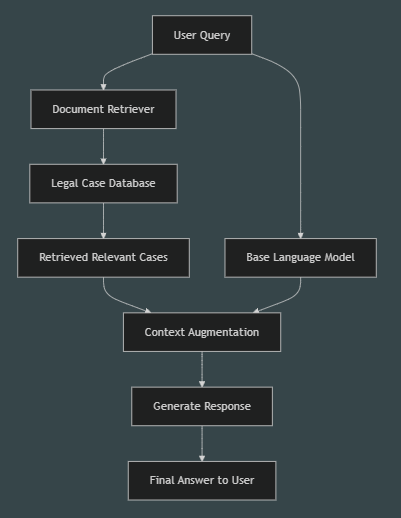 User Query
Document Retriever
Legal Case Database
Retrieved Relevant Cases
Base Language Model
Context Augmentation
Generate Response
Final Answer to User